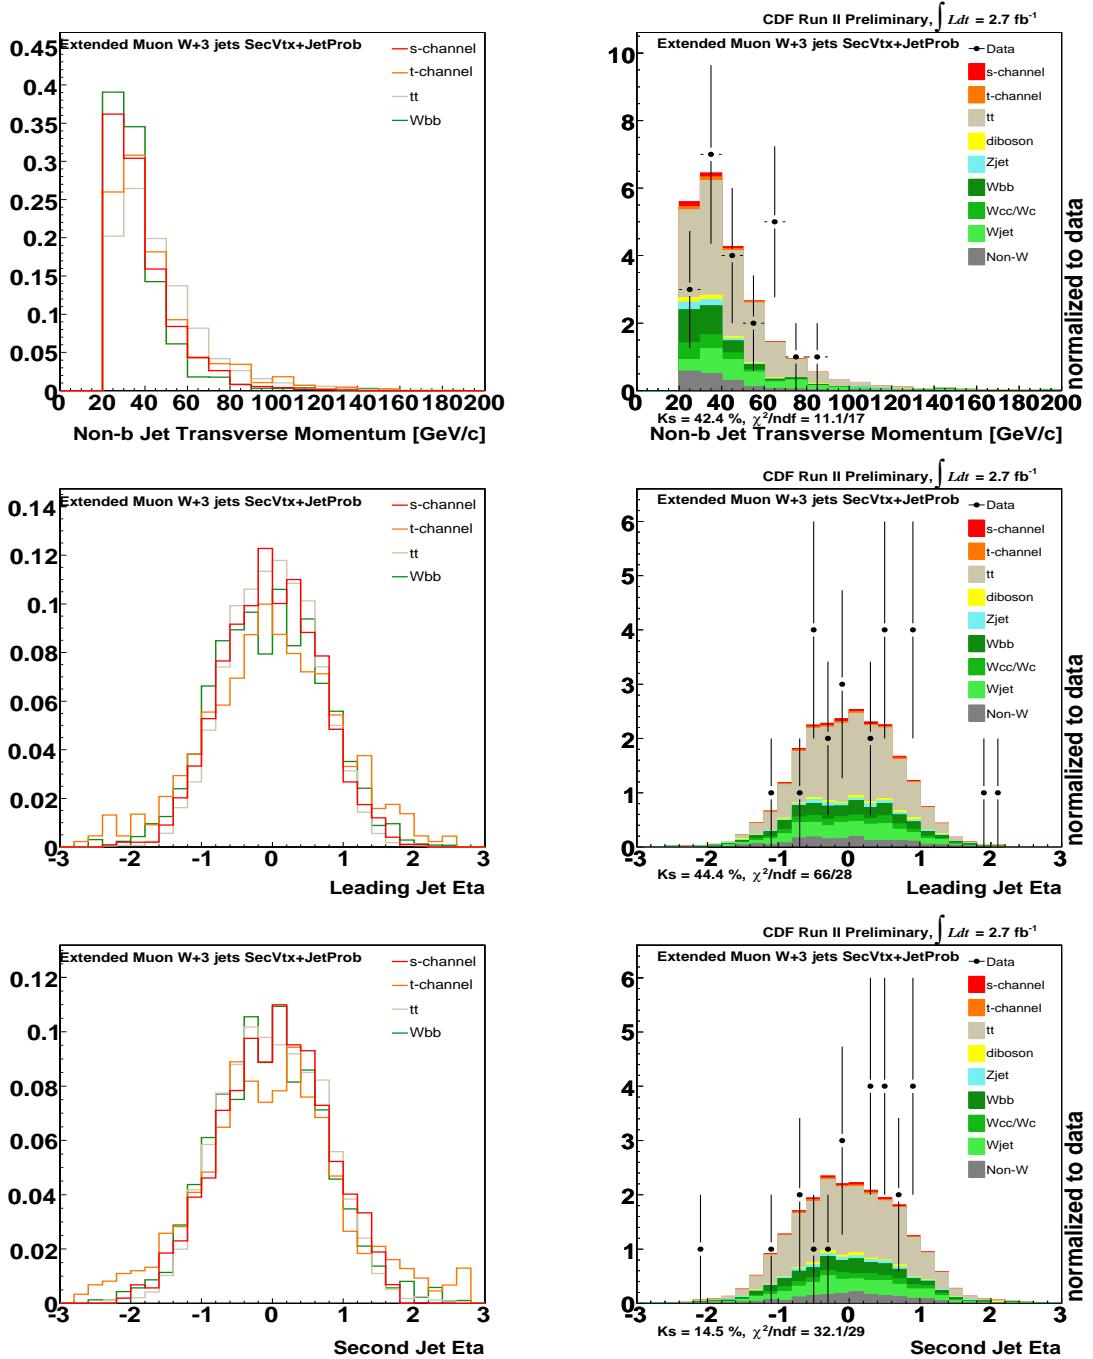 Extended Muon W+3 jets SecVtx+JetProb
s-channel
t-channel
tt
Wbb
0.45
0.4
0.35
0.3
0.25
0.2
0.15
0.1
0.05
0
0 20 40 60 80 100 120 140 160 180 200
Non-b Jet Transverse Momentum [GeV/c]
CDF Run II Preliminary, ∫ Ldt = 2.7 fb⁻¹
Extended Muon W+3 jets SecVtx+JetProb
Data
s-channel
t-channel
tt
diboson
Zjet
Wbb
Wcc/Wc
Wjet
Non-W
10
8
6
4
2
0
0 20 40 60 80 100 120 140 160 180 200
Ks = 42.4 %, χ²/ndf = 11.1/17
Non-b Jet Transverse Momentum [GeV/c]
normalized to data
Extended Muon W+3 jets SecVtx+JetProb
s-channel
t-channel
tt
Wbb
0.14
0.12
0.1
0.08
0.06
0.04
0.02
0
-3 -2 -1 0 1 2 3
Leading Jet Eta
CDF Run II Preliminary, ∫ Ldt = 2.7 fb⁻¹
Extended Muon W+3 jets SecVtx+JetProb
Data
s-channel
t-channel
tt
diboson
Zjet
Wbb
Wcc/Wc
Wjet
Non-W
6
5
4
3
2
1
0
-3 -2 -1 0 1 2 3
Ks = 44.4 %, χ²/ndf = 66/28
Leading Jet Eta
normalized to data
Extended Muon W+3 jets SecVtx+JetProb
s-channel
t-channel
tt
Wbb
0.12
0.1
0.08
0.06
0.04
0.02
0
-3 -2 -1 0 1 2 3
Second Jet Eta
CDF Run II Preliminary, ∫ Ldt = 2.7 fb⁻¹
Extended Muon W+3 jets SecVtx+JetProb
Data
s-channel
t-channel
tt
diboson
Zjet
Wbb
Wcc/Wc
Wjet
Non-W
6
5
4
3
2
1
0
-3 -2 -1 0 1 2 3
Ks = 14.5 %, χ²/ndf = 32.1/29
Second Jet Eta
normalized to data